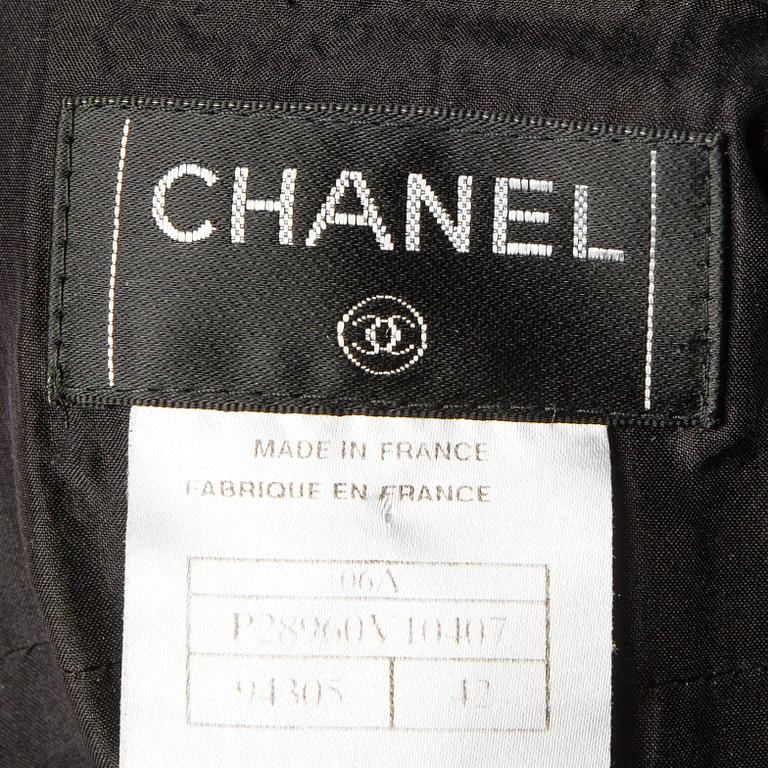 CHANEL
MADE IN FRANCE
FABRIQUE EN FRANCE
06A
P28960V10407
94305 42